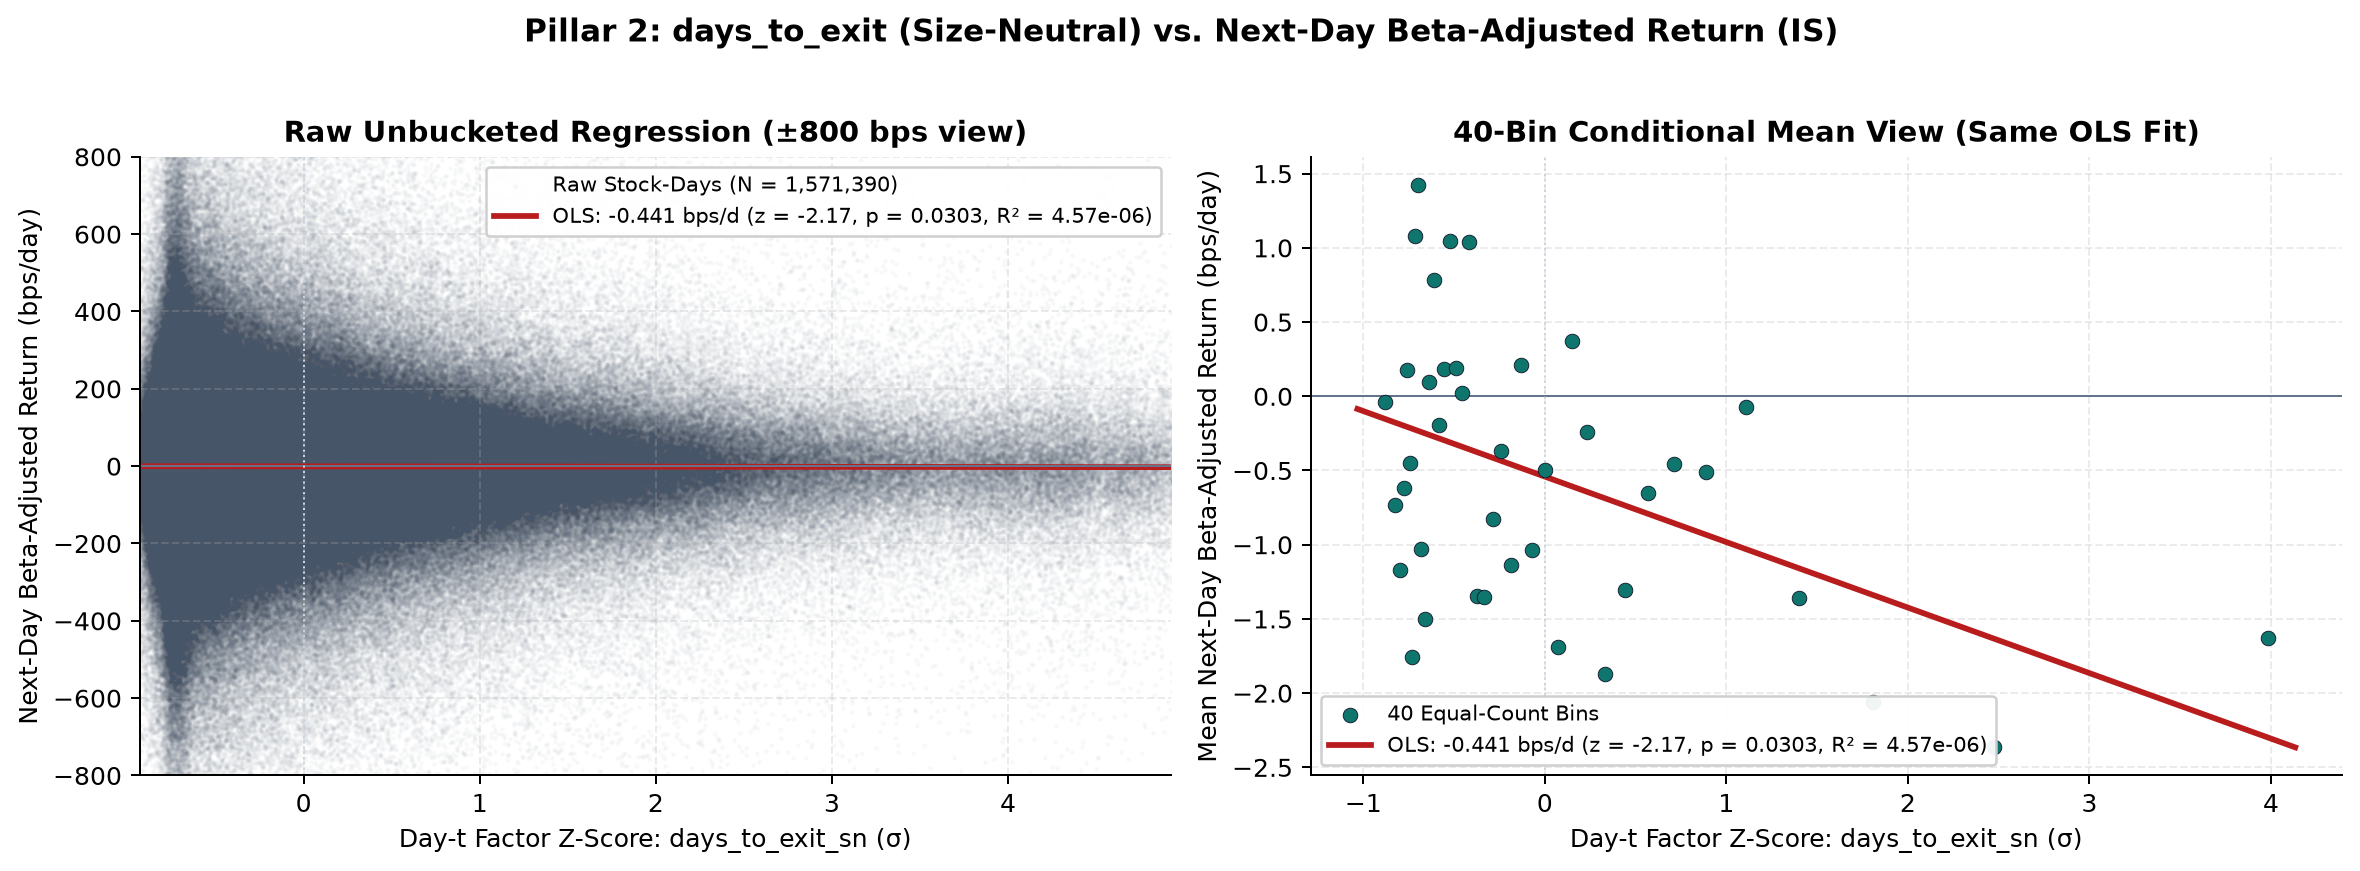 Pillar 2: days_to_exit (Size-Neutral) vs. Next-Day Beta-Adjusted Return (IS)
Raw Unbucketed Regression (±800 bps view)
Next-Day Beta-Adjusted Return (bps/day)
800
600
400
200
0
−200
−400
−600
−800
Raw Stock-Days (N = 1,571,390)
OLS: -0.441 bps/d (z = -2.17, p = 0.0303, R² = 4.57e-06)
0
1
2
3
4
Day-t Factor Z-Score: days_to_exit_sn (σ)
40-Bin Conditional Mean View (Same OLS Fit)
Mean Next-Day Beta-Adjusted Return (bps/day)
1.5
1.0
0.5
0.0
−0.5
−1.0
−1.5
−2.0
−2.5
40 Equal-Count Bins
OLS: -0.441 bps/d (z = -2.17, p = 0.0303, R² = 4.57e-06)
−1
0
1
2
3
4
Day-t Factor Z-Score: days_to_exit_sn (σ)